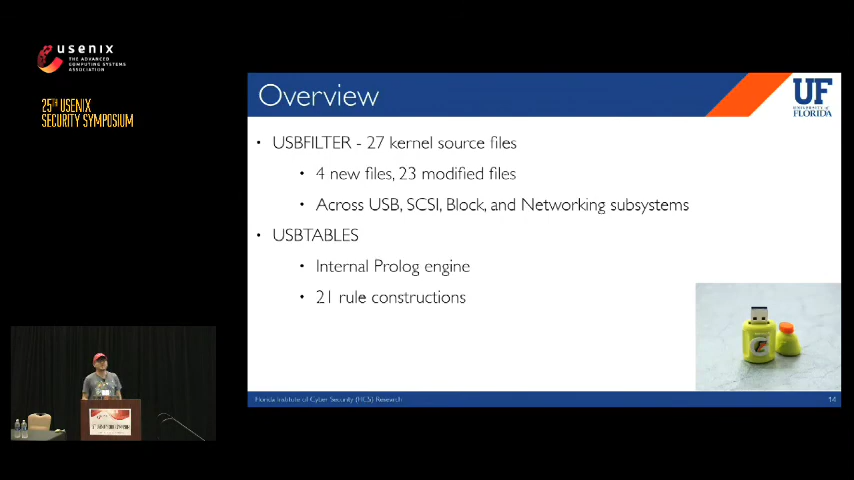 usenix
THE ADVANCED
COMPUTING SYSTEMS
ASSOCIATION
25TH USENIX
SECURITY SYMPOSIUM
Overview
UF
UNIVERSITY of
FLORIDA
• USBFILTER - 27 kernel source files
• 4 new files, 23 modified files
• Across USB, SCSI, Block, and Networking subsystems
• USBTABLES
• Internal Prolog engine
• 21 rule constructions
Florida Institute of Cyber Security (FICS) Research
14